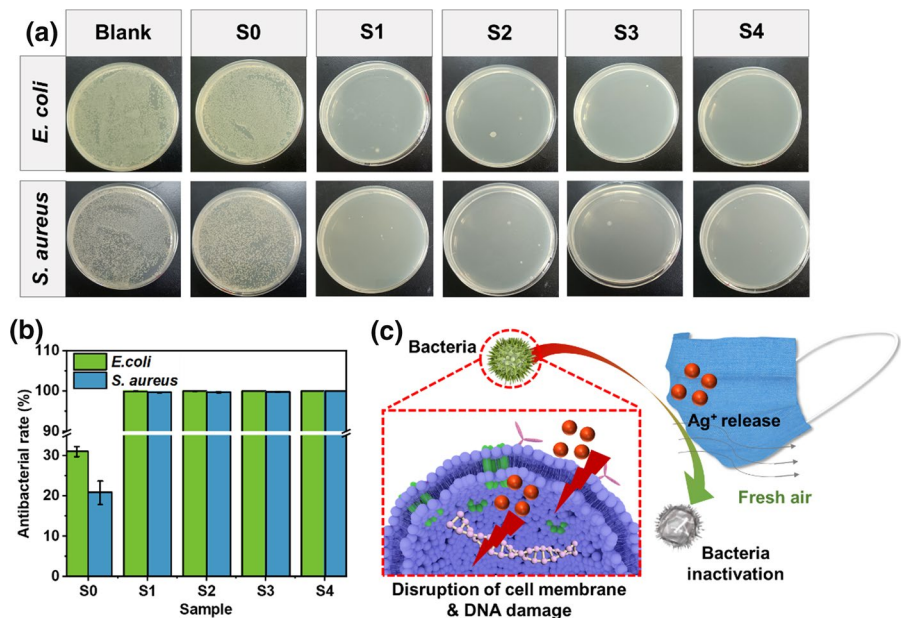 (a)
Blank S0 S1 S2 S3 S4
E. coli
S. aureus
(b)
110
100
90
30
20
10
0
Antibacterial rate (%)
E.coli
S. aureus
S0 S1 S2 S3 S4
Sample
(c)
Bacteria
Ag⁺ release
Fresh air
Bacteria
inactivation
Disruption of cell membrane
& DNA damage